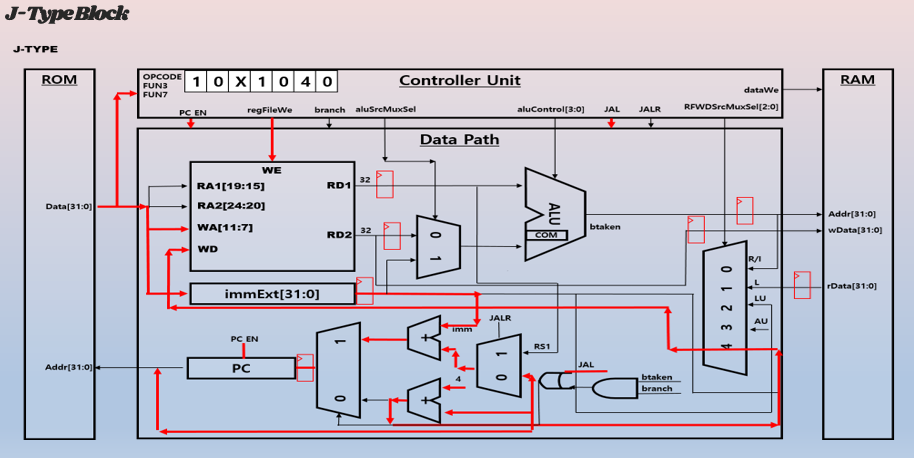 J-Type Block
J-TYPE
ROM
OPCODE
FUN3
FUN7
1 0 X 1 0 4 0
Controller Unit
RAM
dataWe
PC_EN
regFileWe
branch
aluSrcMuxSel
aluControl[3:0]
JAL
JALR
RFWDSrcMuxSel[2:0]
Data Path
WE
RA1[19:15]
RD1
32
RA2[24:20]
WA[11:7]
RD2
32
WD
0
1
ALU
COM
btaken
Data[31:0]
Addr[31:0]
wData[31:0]
rData[31:0]
R/I
L
LU
AU
0
1
2
3
4
immExt[31:0]
imm
JALR
RS1
1
0
+
4
+
1
0
PC_EN
PC
Addr[31:0]
JAL
btaken
branch